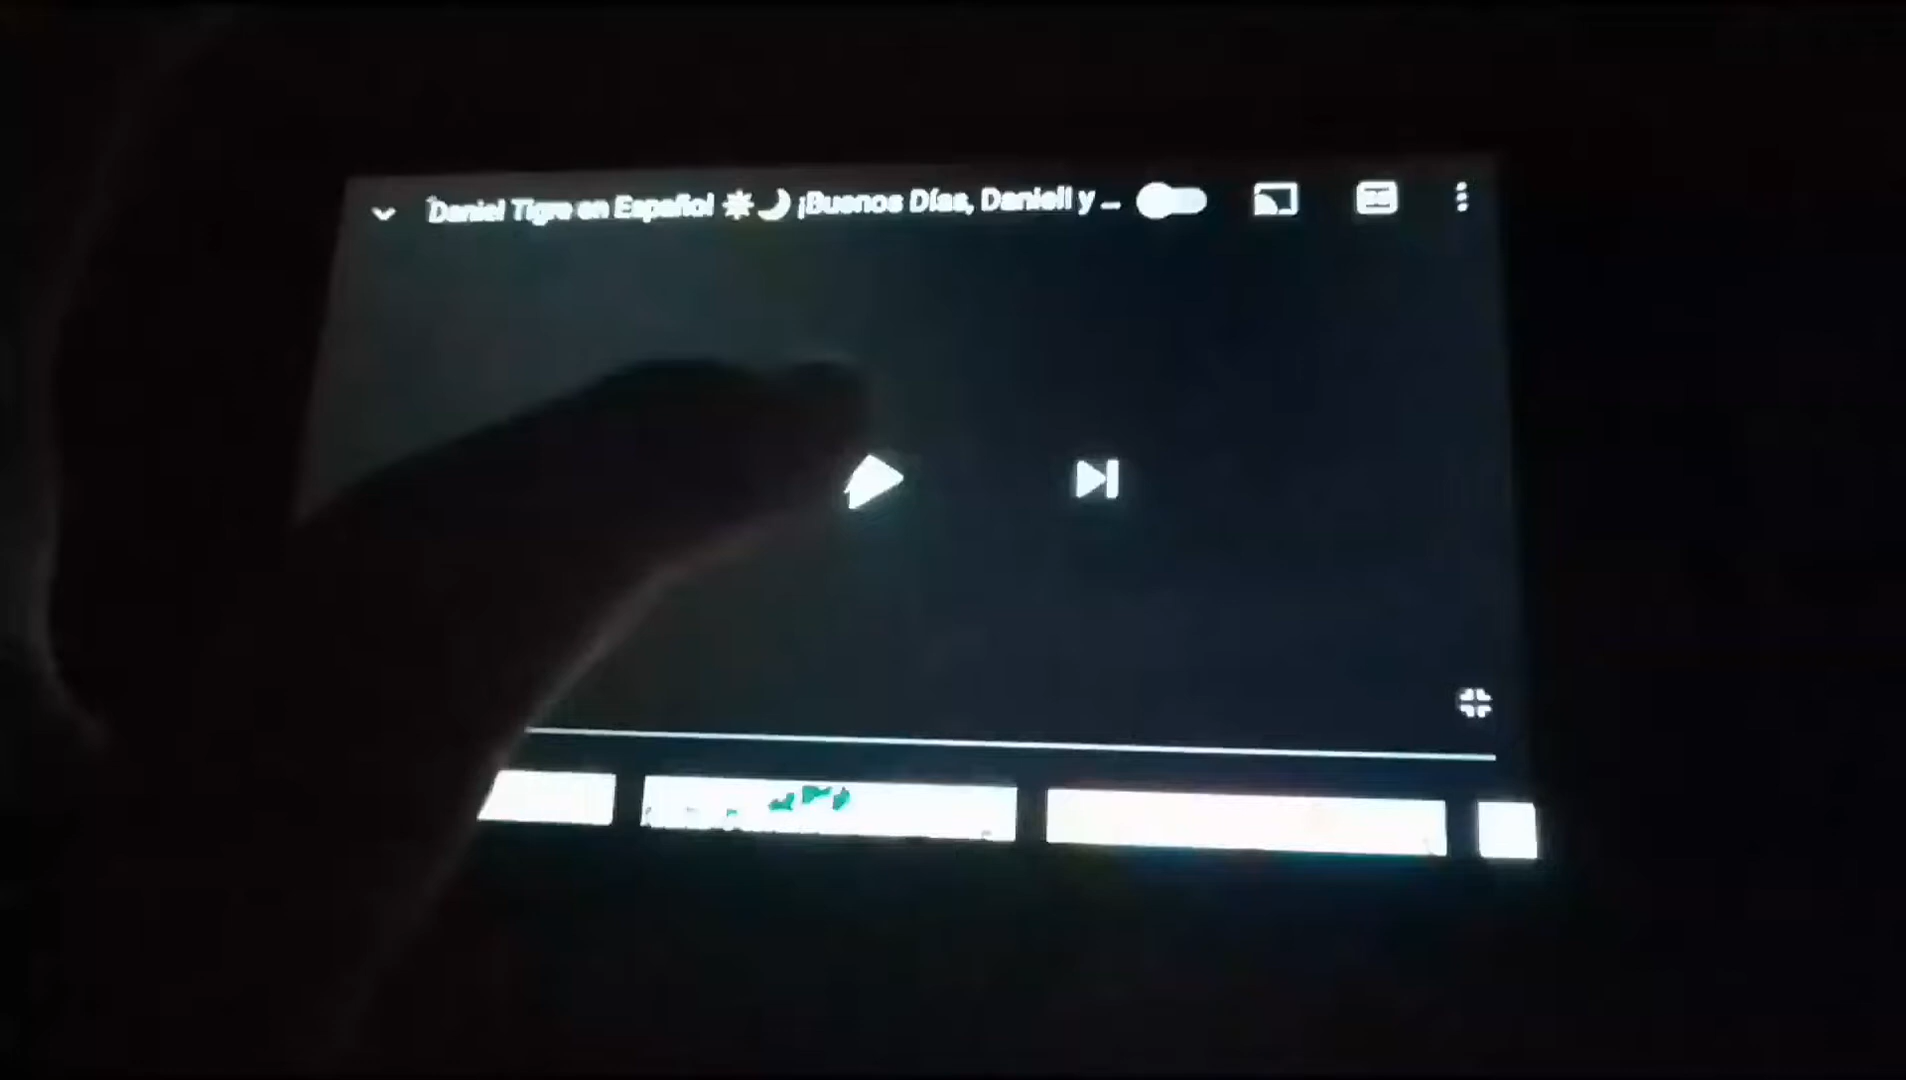 Daniel Tigre en Español ☀🌙 ¡Buenos Días, Daniel! y ...